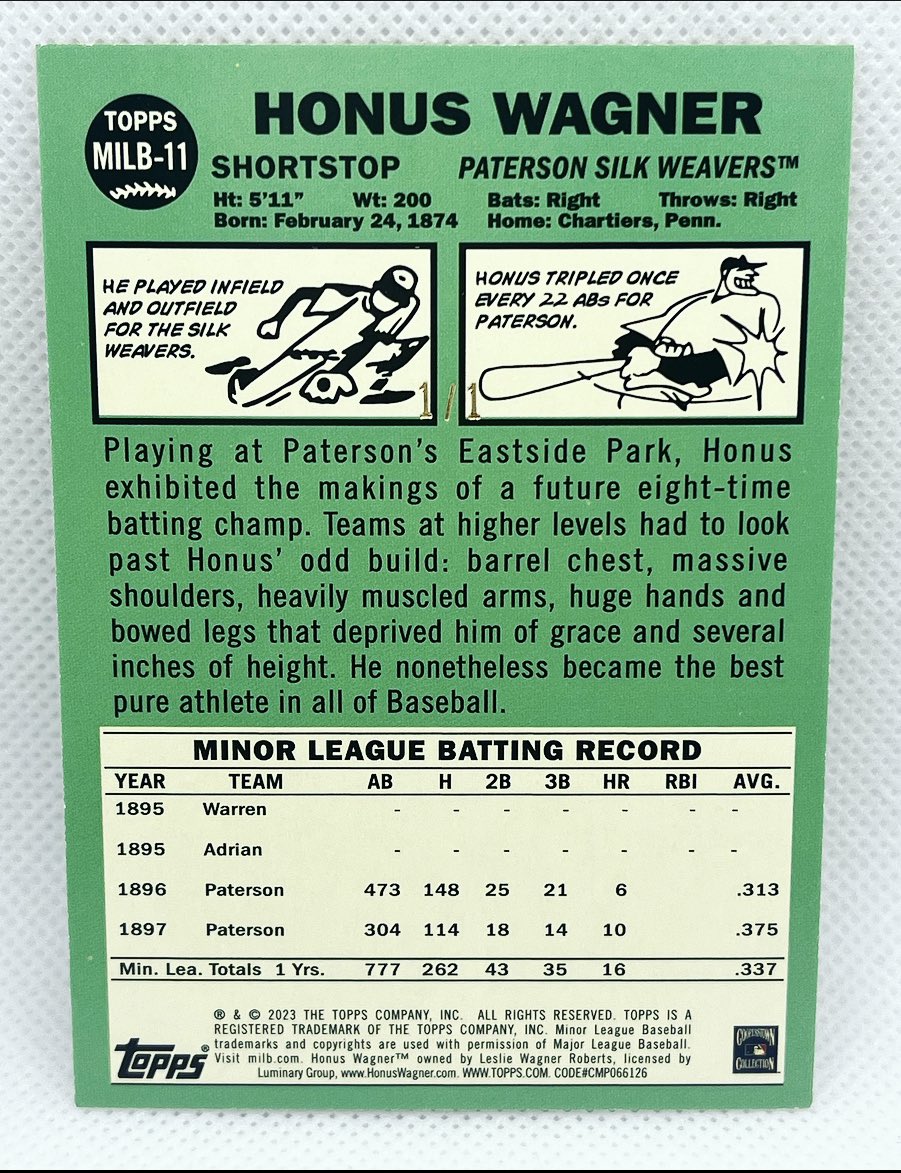 TOPPS
MILB-11
HONUS WAGNER
SHORTSTOP PATERSON SILK WEAVERS™
Ht: 5'11" Wt: 200 Bats: Right Throws: Right
Born: February 24, 1874 Home: Chartiers, Penn.
HE PLAYED INFIELD
AND OUTFIELD
FOR THE SILK
WEAVERS.
HONUS TRIPLED ONCE
EVERY 22 ABs FOR
PATERSON.
1/1
Playing at Paterson's Eastside Park, Honus
exhibited the makings of a future eight-time
batting champ. Teams at higher levels had to look
past Honus' odd build: barrel chest, massive
shoulders, heavily muscled arms, huge hands and
bowed legs that deprived him of grace and several
inches of height. He nonetheless became the best
pure athlete in all of Baseball.
MINOR LEAGUE BATTING RECORD
YEAR TEAM AB H 2B 3B HR RBI AVG.
1895 Warren - - - - - - -
1895 Adrian - - - - - - -
1896 Paterson 473 148 25 21 6 .313
1897 Paterson 304 114 18 14 10 .375
Min. Lea. Totals 1 Yrs. 777 262 43 35 16 .337
® & © 2023 THE TOPPS COMPANY, INC. ALL RIGHTS RESERVED. TOPPS IS A
REGISTERED TRADEMARK OF THE TOPPS COMPANY, INC. Minor League Baseball
trademarks and copyrights are used with permission of Major League Baseball.
Visit milb.com. Honus Wagner™ owned by Leslie Wagner Roberts, licensed by
Luminary Group, www.HonusWagner.com. WWW.TOPPS.COM. CODE#CMP066126
Topps®
COOPERSTOWN
COLLECTION